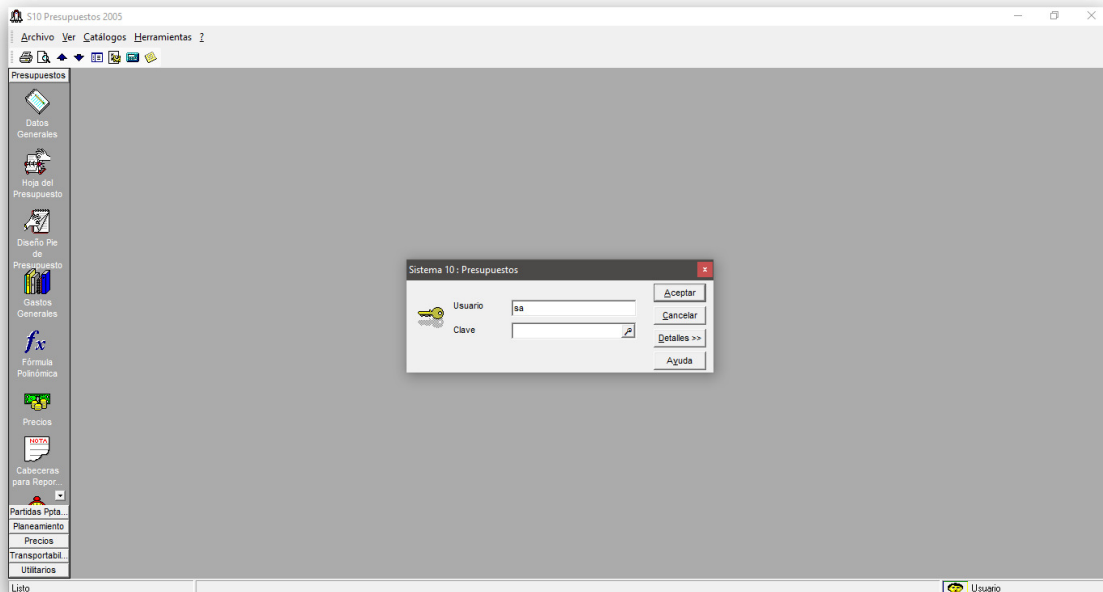 S10 Presupuestos 2005
Archivo Ver Catálogos Herramientas ?
Presupuestos
Datos
Generales
Hoja del
Presupuesto
Diseño Pie
de
Presupuesto
Gastos
Generales
fx
Fórmula
Polinómica
Precios
NOTA
Cabeceras
para Repor...
Partidas Ppta...
Planeamiento
Precios
Transportabil...
Utilitarios
Sistema 10 : Presupuestos
Usuario
sa
Clave
Aceptar
Cancelar
Detalles >>
Ayuda
Listo
Usuario